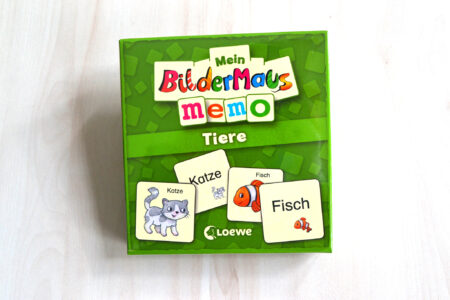 Mein
BilderMaus
memo
Tiere
Katze
Fisch
Katze
Fisch
Loewe